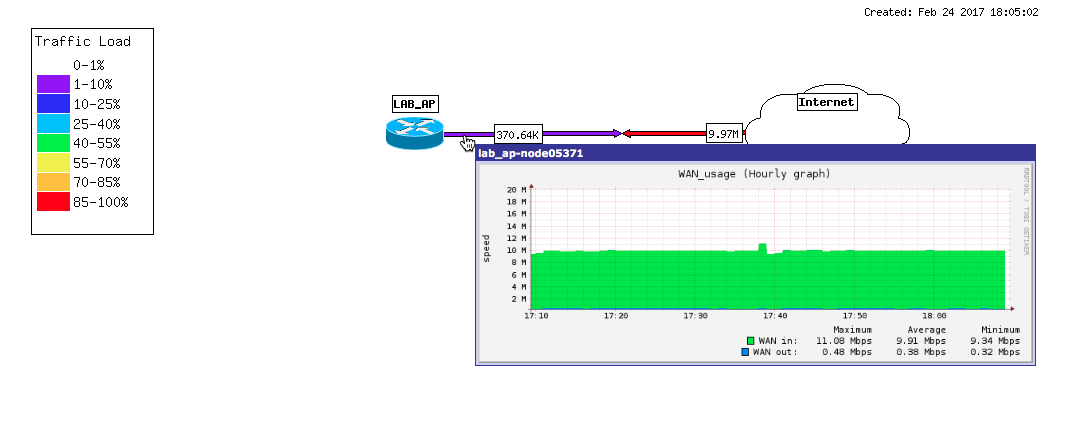 Created: Feb 24 2017 18:05:02
Traffic Load
0-1%
1-10%
10-25%
25-40%
40-55%
55-70%
70-85%
85-100%
LAB_AP
370.64K
9.97M
Internet
lab_ap-node05371
WAN_usage (Hourly graph)
RRDTOOL / TOBI OETIKER
speed
20 M
18 M
16 M
14 M
12 M
10 M
8 M
6 M
4 M
2 M
17:10 17:20 17:30 17:40 17:50 18:00
Maximum Average Minimum
WAN in: 11.08 Mbps 9.91 Mbps 9.34 Mbps
WAN out: 0.48 Mbps 0.38 Mbps 0.32 Mbps